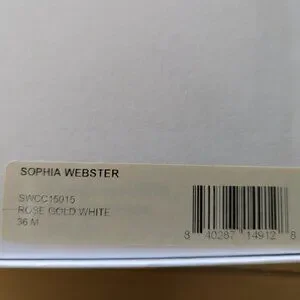 SOPHIA WEBSTER
SWCC15015
ROSE GOLD WHITE
36 M
8 40287 14912 8